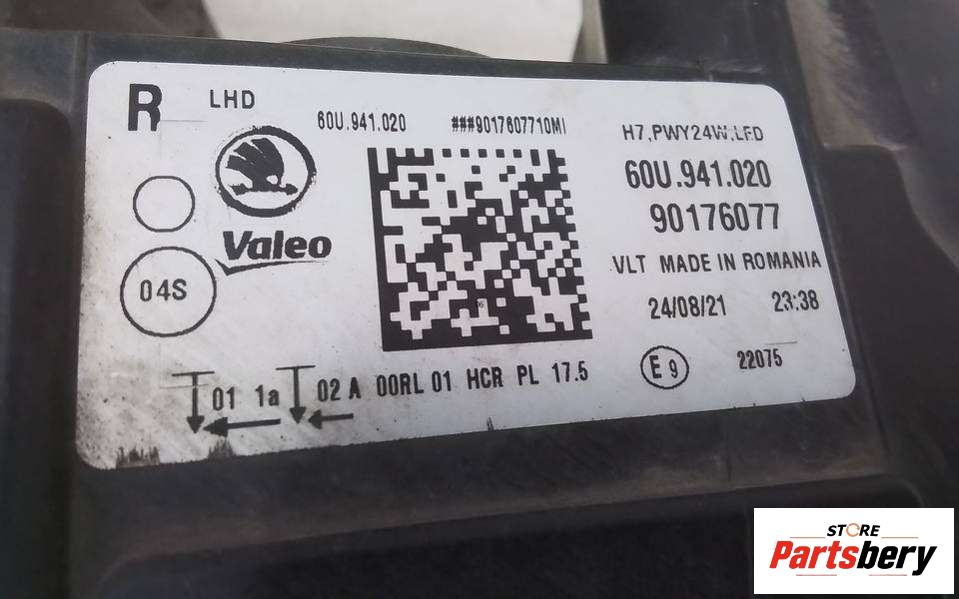 R LHD
60U.941.020 ###9017607710MI
H7,PWY24W,LED
60U.941.020
90176077
Valeo
VLT MADE IN ROMANIA
04S
24/08/21 23:38
E 9 22075
01 1a 02 A 00RL 01 HCR PL 17.5
STORE
Partsbery